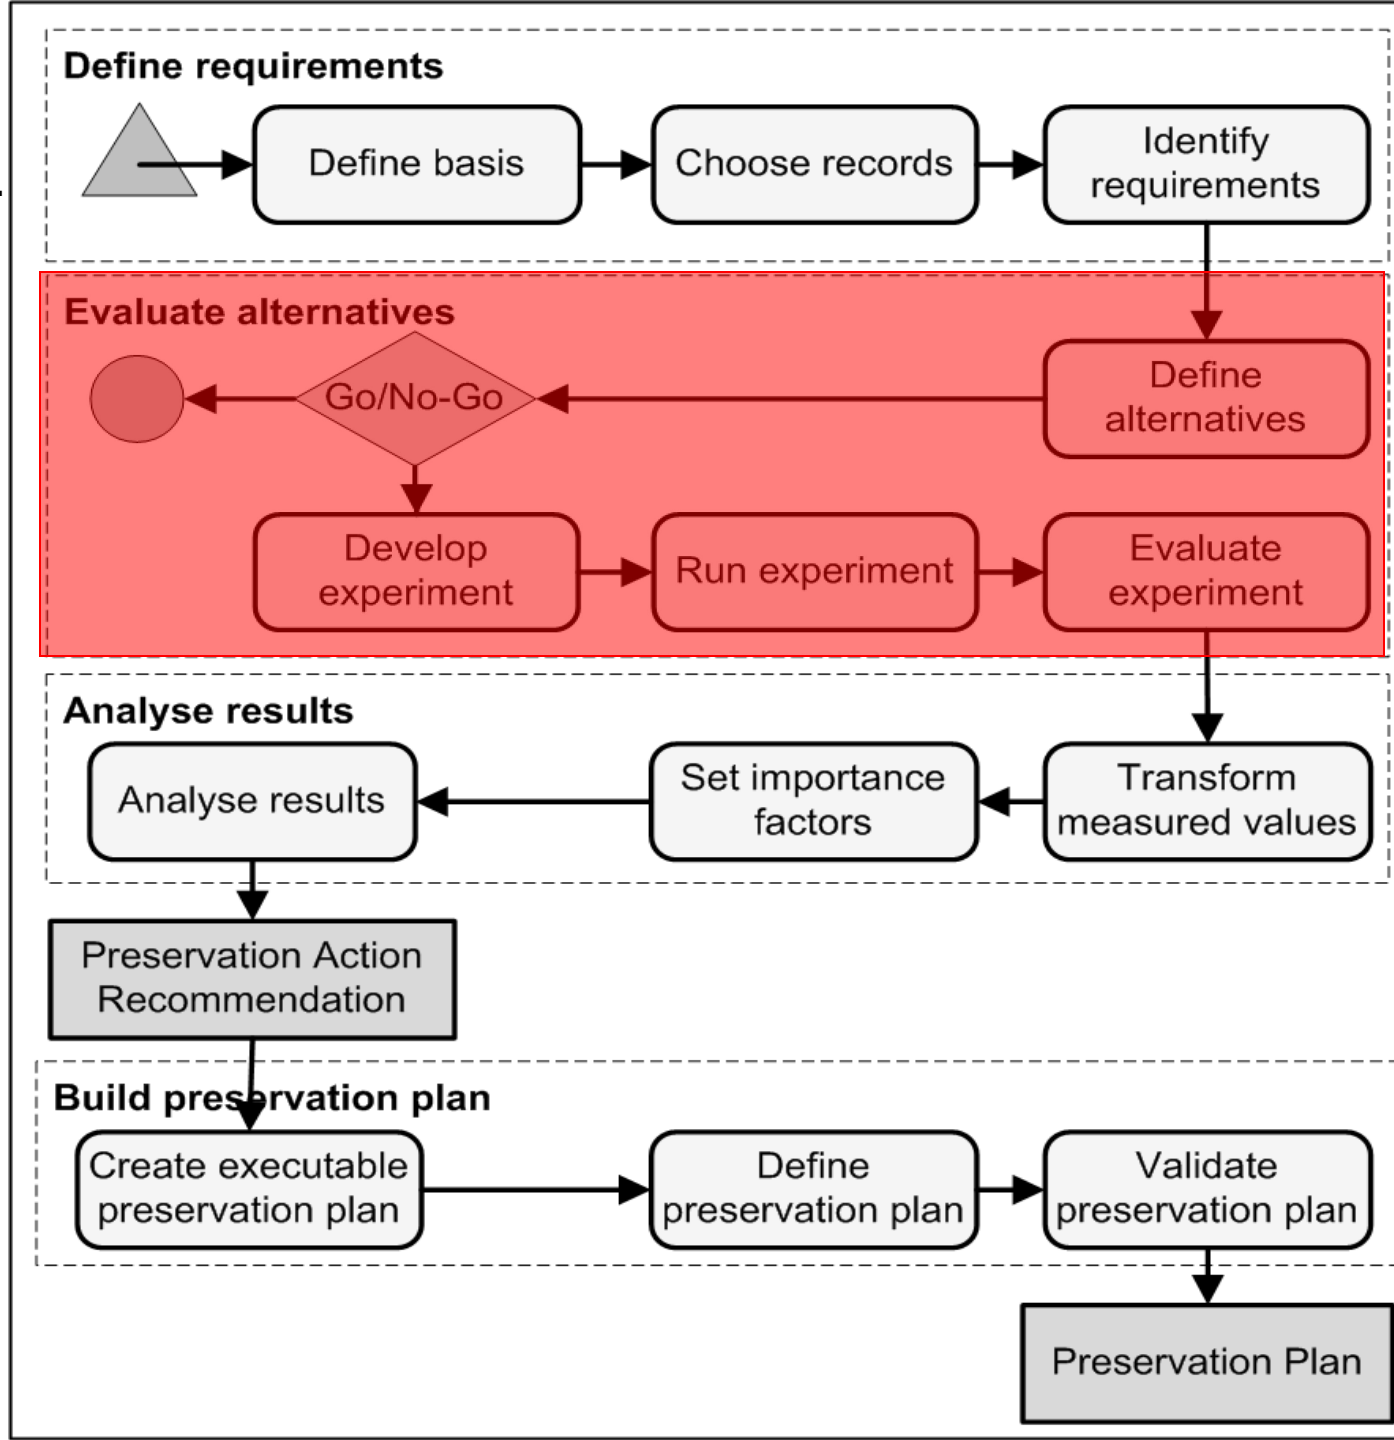 Define requirements
Define basis
Choose records
Identify
requirements
Evaluate alternatives
Go/No-Go
Define
alternatives
Develop
experiment
Run experiment
Evaluate
experiment
Analyse results
Analyse results
Set importance
factors
Transform
measured values
Preservation Action
Recommendation
Build preservation plan
Create executable
preservation plan
Define
preservation plan
Validate
preservation plan
Preservation Plan